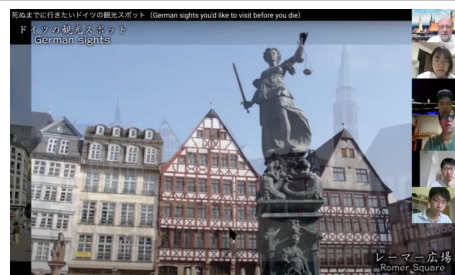 死ぬまでに行きたいドイツの観光スポット（German sights you'd like to visit before you die）
ドイツの観光スポット
German sights
レーマー広場
Romer Square